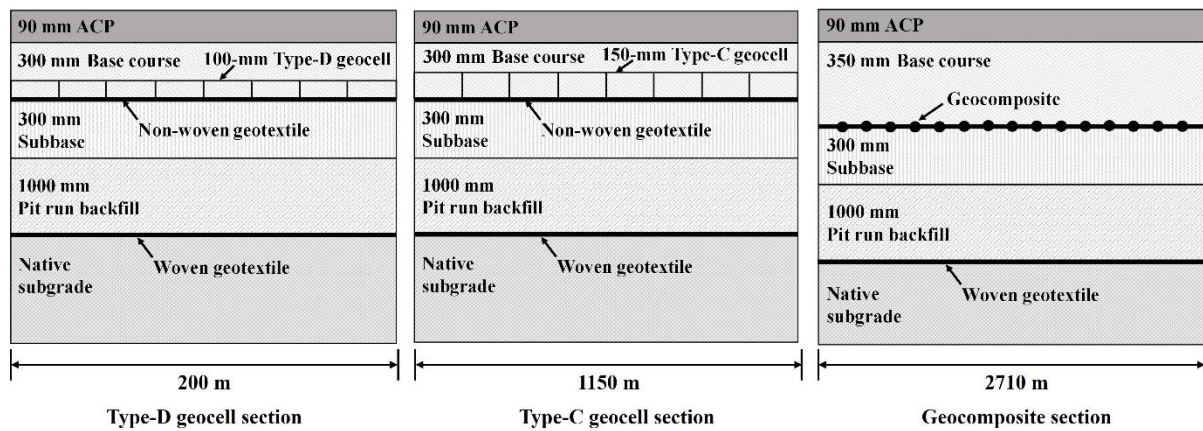 90 mm ACP
300 mm Base course
100-mm Type-D geocell
Non-woven geotextile
300 mm
Subbase
1000 mm
Pit run backfill
Woven geotextile
Native
subgrade
200 m
Type-D geocell section
90 mm ACP
300 mm Base course
150-mm Type-C geocell
Non-woven geotextile
300 mm
Subbase
1000 mm
Pit run backfill
Woven geotextile
Native
subgrade
1150 m
Type-C geocell section
90 mm ACP
350 mm Base course
Geocomposite
300 mm
Subbase
1000 mm
Pit run backfill
Woven geotextile
Native
subgrade
2710 m
Geocomposite section